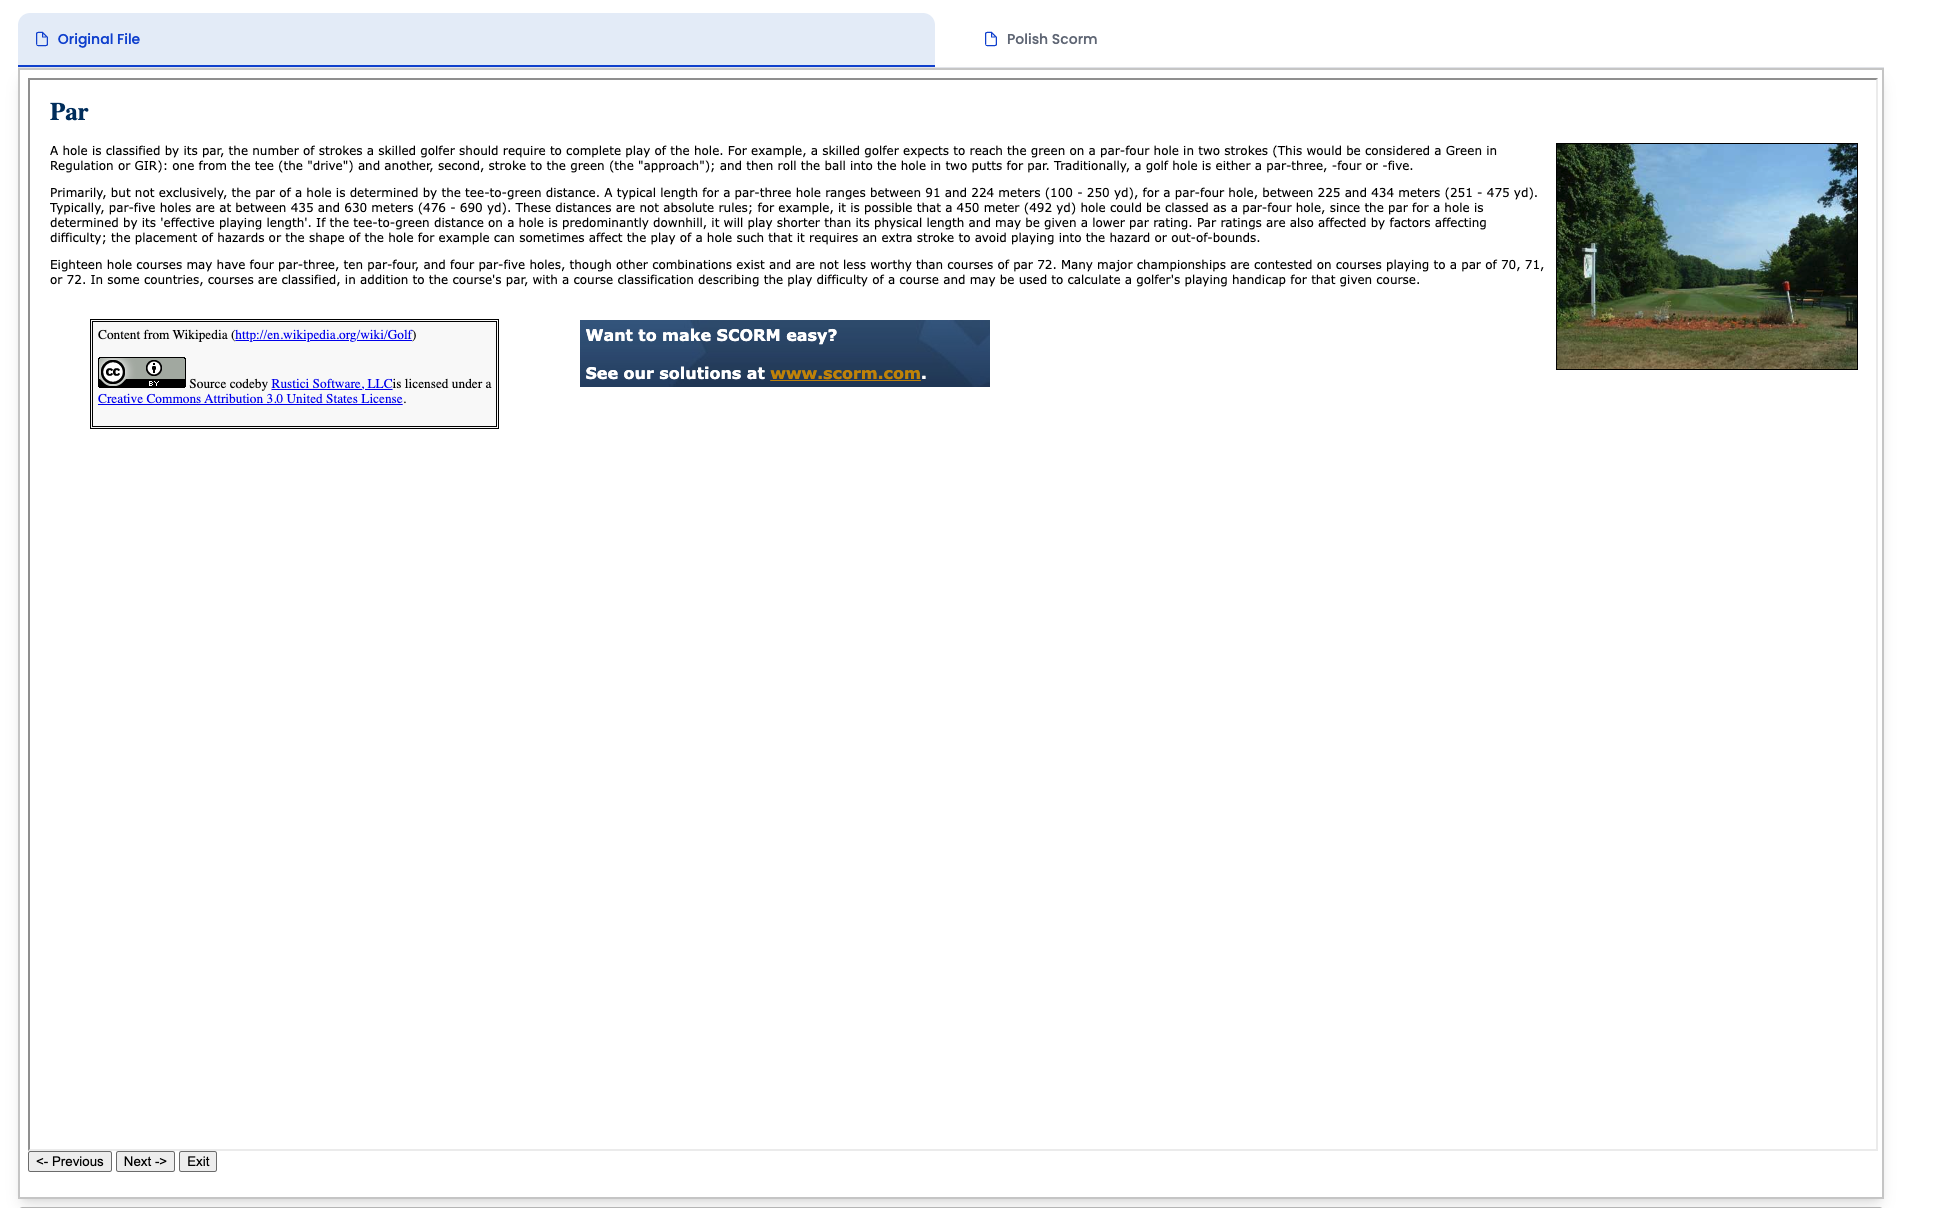 Original File
Polish Scorm
Par
A hole is classified by its par, the number of strokes a skilled golfer should require to complete play of the hole. For example, a skilled golfer expects to reach the green on a par-four hole in two strokes (This would be considered a Green in
Regulation or GIR): one from the tee (the "drive") and another, second, stroke to the green (the "approach"); and then roll the ball into the hole in two putts for par. Traditionally, a golf hole is either a par-three, -four or -five.
Primarily, but not exclusively, the par of a hole is determined by the tee-to-green distance. A typical length for a par-three hole ranges between 91 and 224 meters (100 - 250 yd), for a par-four hole, between 225 and 434 meters (251 - 475 yd).
Typically, par-five holes are at between 435 and 630 meters (476 - 690 yd). These distances are not absolute rules; for example, it is possible that a 450 meter (492 yd) hole could be classed as a par-four hole, since the par for a hole is
determined by its 'effective playing length'. If the tee-to-green distance on a hole is predominantly downhill, it will play shorter than its physical length and may be given a lower par rating. Par ratings are also affected by factors affecting
difficulty; the placement of hazards or the shape of the hole for example can sometimes affect the play of a hole such that it requires an extra stroke to avoid playing into the hazard or out-of-bounds.
Eighteen hole courses may have four par-three, ten par-four, and four par-five holes, though other combinations exist and are not less worthy than courses of par 72. Many major championships are contested on courses playing to a par of 70, 71,
or 72. In some countries, courses are classified, in addition to the course's par, with a course classification describing the play difficulty of a course and may be used to calculate a golfer's playing handicap for that given course.
Content from Wikipedia (http://en.wikipedia.org/wiki/Golf)
cc BY Source codeby Rustici Software, LLCis licensed under a
Creative Commons Attribution 3.0 United States License.
Want to make SCORM easy?
See our solutions at www.scorm.com.
<- Previous
Next ->
Exit